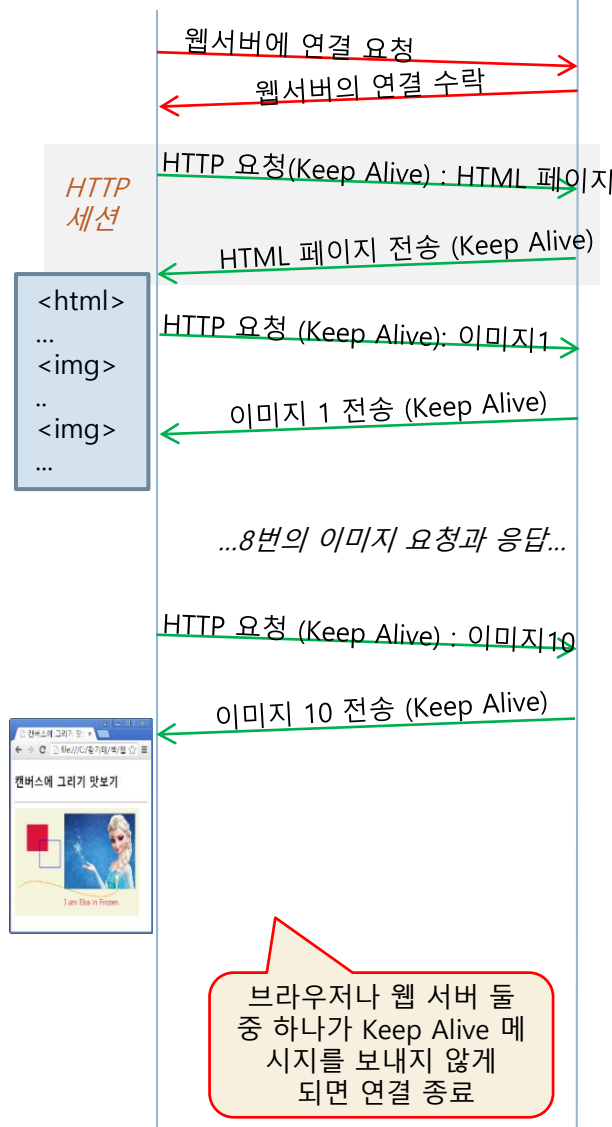 웹서버에 연결 요청
웹서버의 연결 수락
HTTP 요청(Keep Alive) : HTML 페이지
HTTP
세션
HTML 페이지 전송 (Keep Alive)
<html>
...
<img>
..
<img>
...
HTTP 요청 (Keep Alive): 이미지1
이미지 1 전송 (Keep Alive)
...8번의 이미지 요청과 응답...
HTTP 요청 (Keep Alive) : 이미지10
이미지 10 전송 (Keep Alive)
캔버스에 그리기 맛보기
I am Elsa in Frozen
브라우저나 웹 서버 둘
중 하나가 Keep Alive 메
시지를 보내지 않게
되면 연결 종료